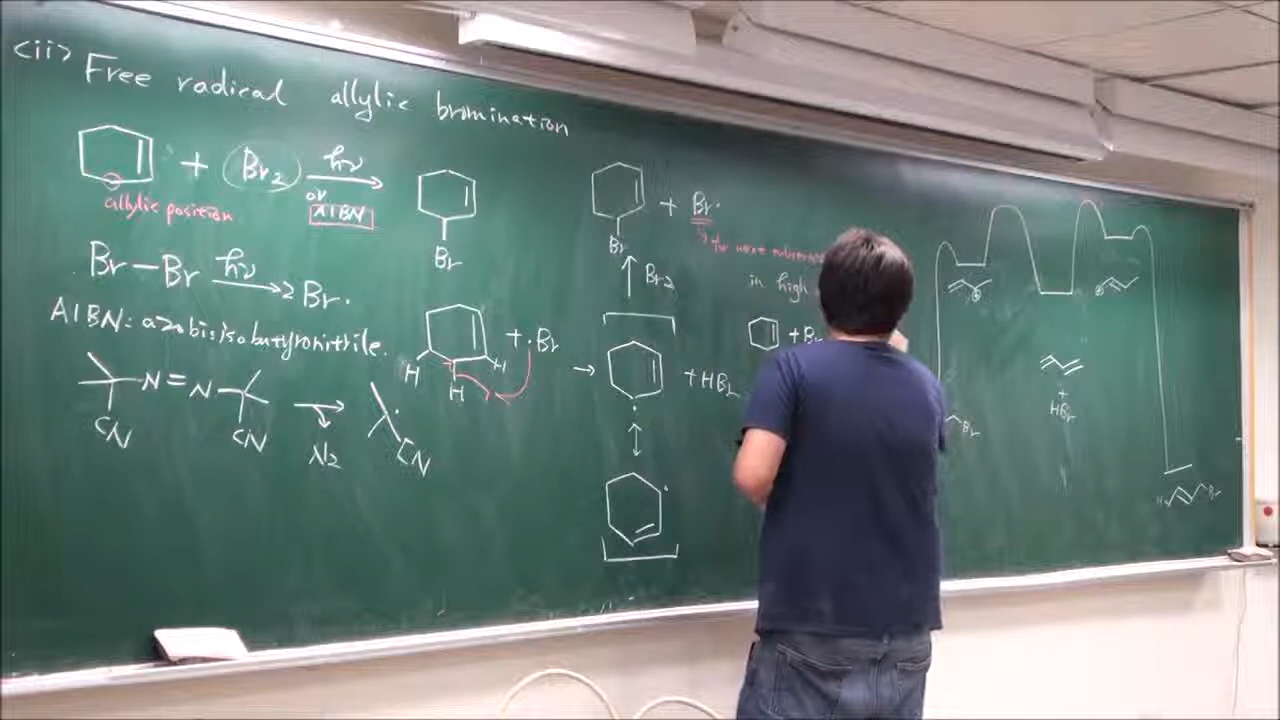 <ii> Free radical allylic bromination
+ Br2 hν
or
AIBN
allylic position
Br
Br-Br hν 2 Br·
AIBN: azobisisobutyronitrile.
N=N
CN CN
N2
CN
+ ·Br
H H H
Br + Br·
for next
Br2
in high
+ Br
+ HBr
Br
+
HBr
Br